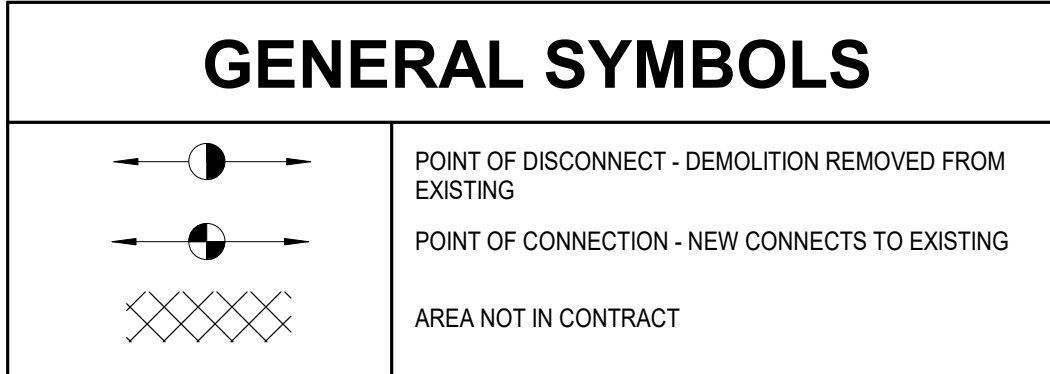 GENERAL SYMBOLS
POINT OF DISCONNECT - DEMOLITION REMOVED FROM
EXISTING
POINT OF CONNECTION - NEW CONNECTS TO EXISTING
AREA NOT IN CONTRACT